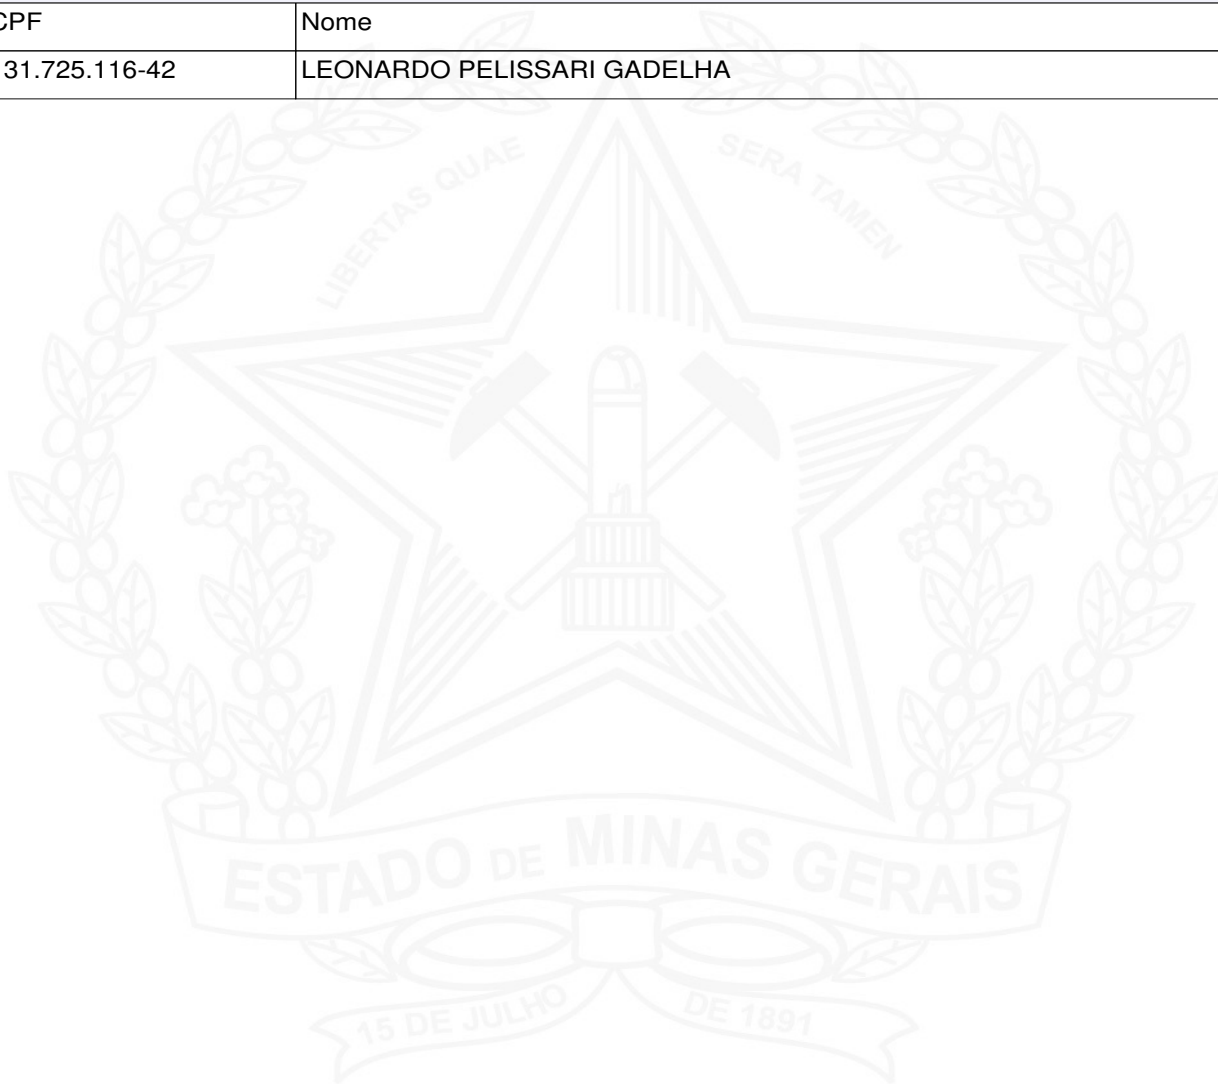 CPF Nome
31.725.116-42 LEONARDO PELISSARI GADELHA
LIBERTAS QUAE SERA TAMEN
ESTADO DE MINAS GERAIS
15 DE JULHO DE 1891